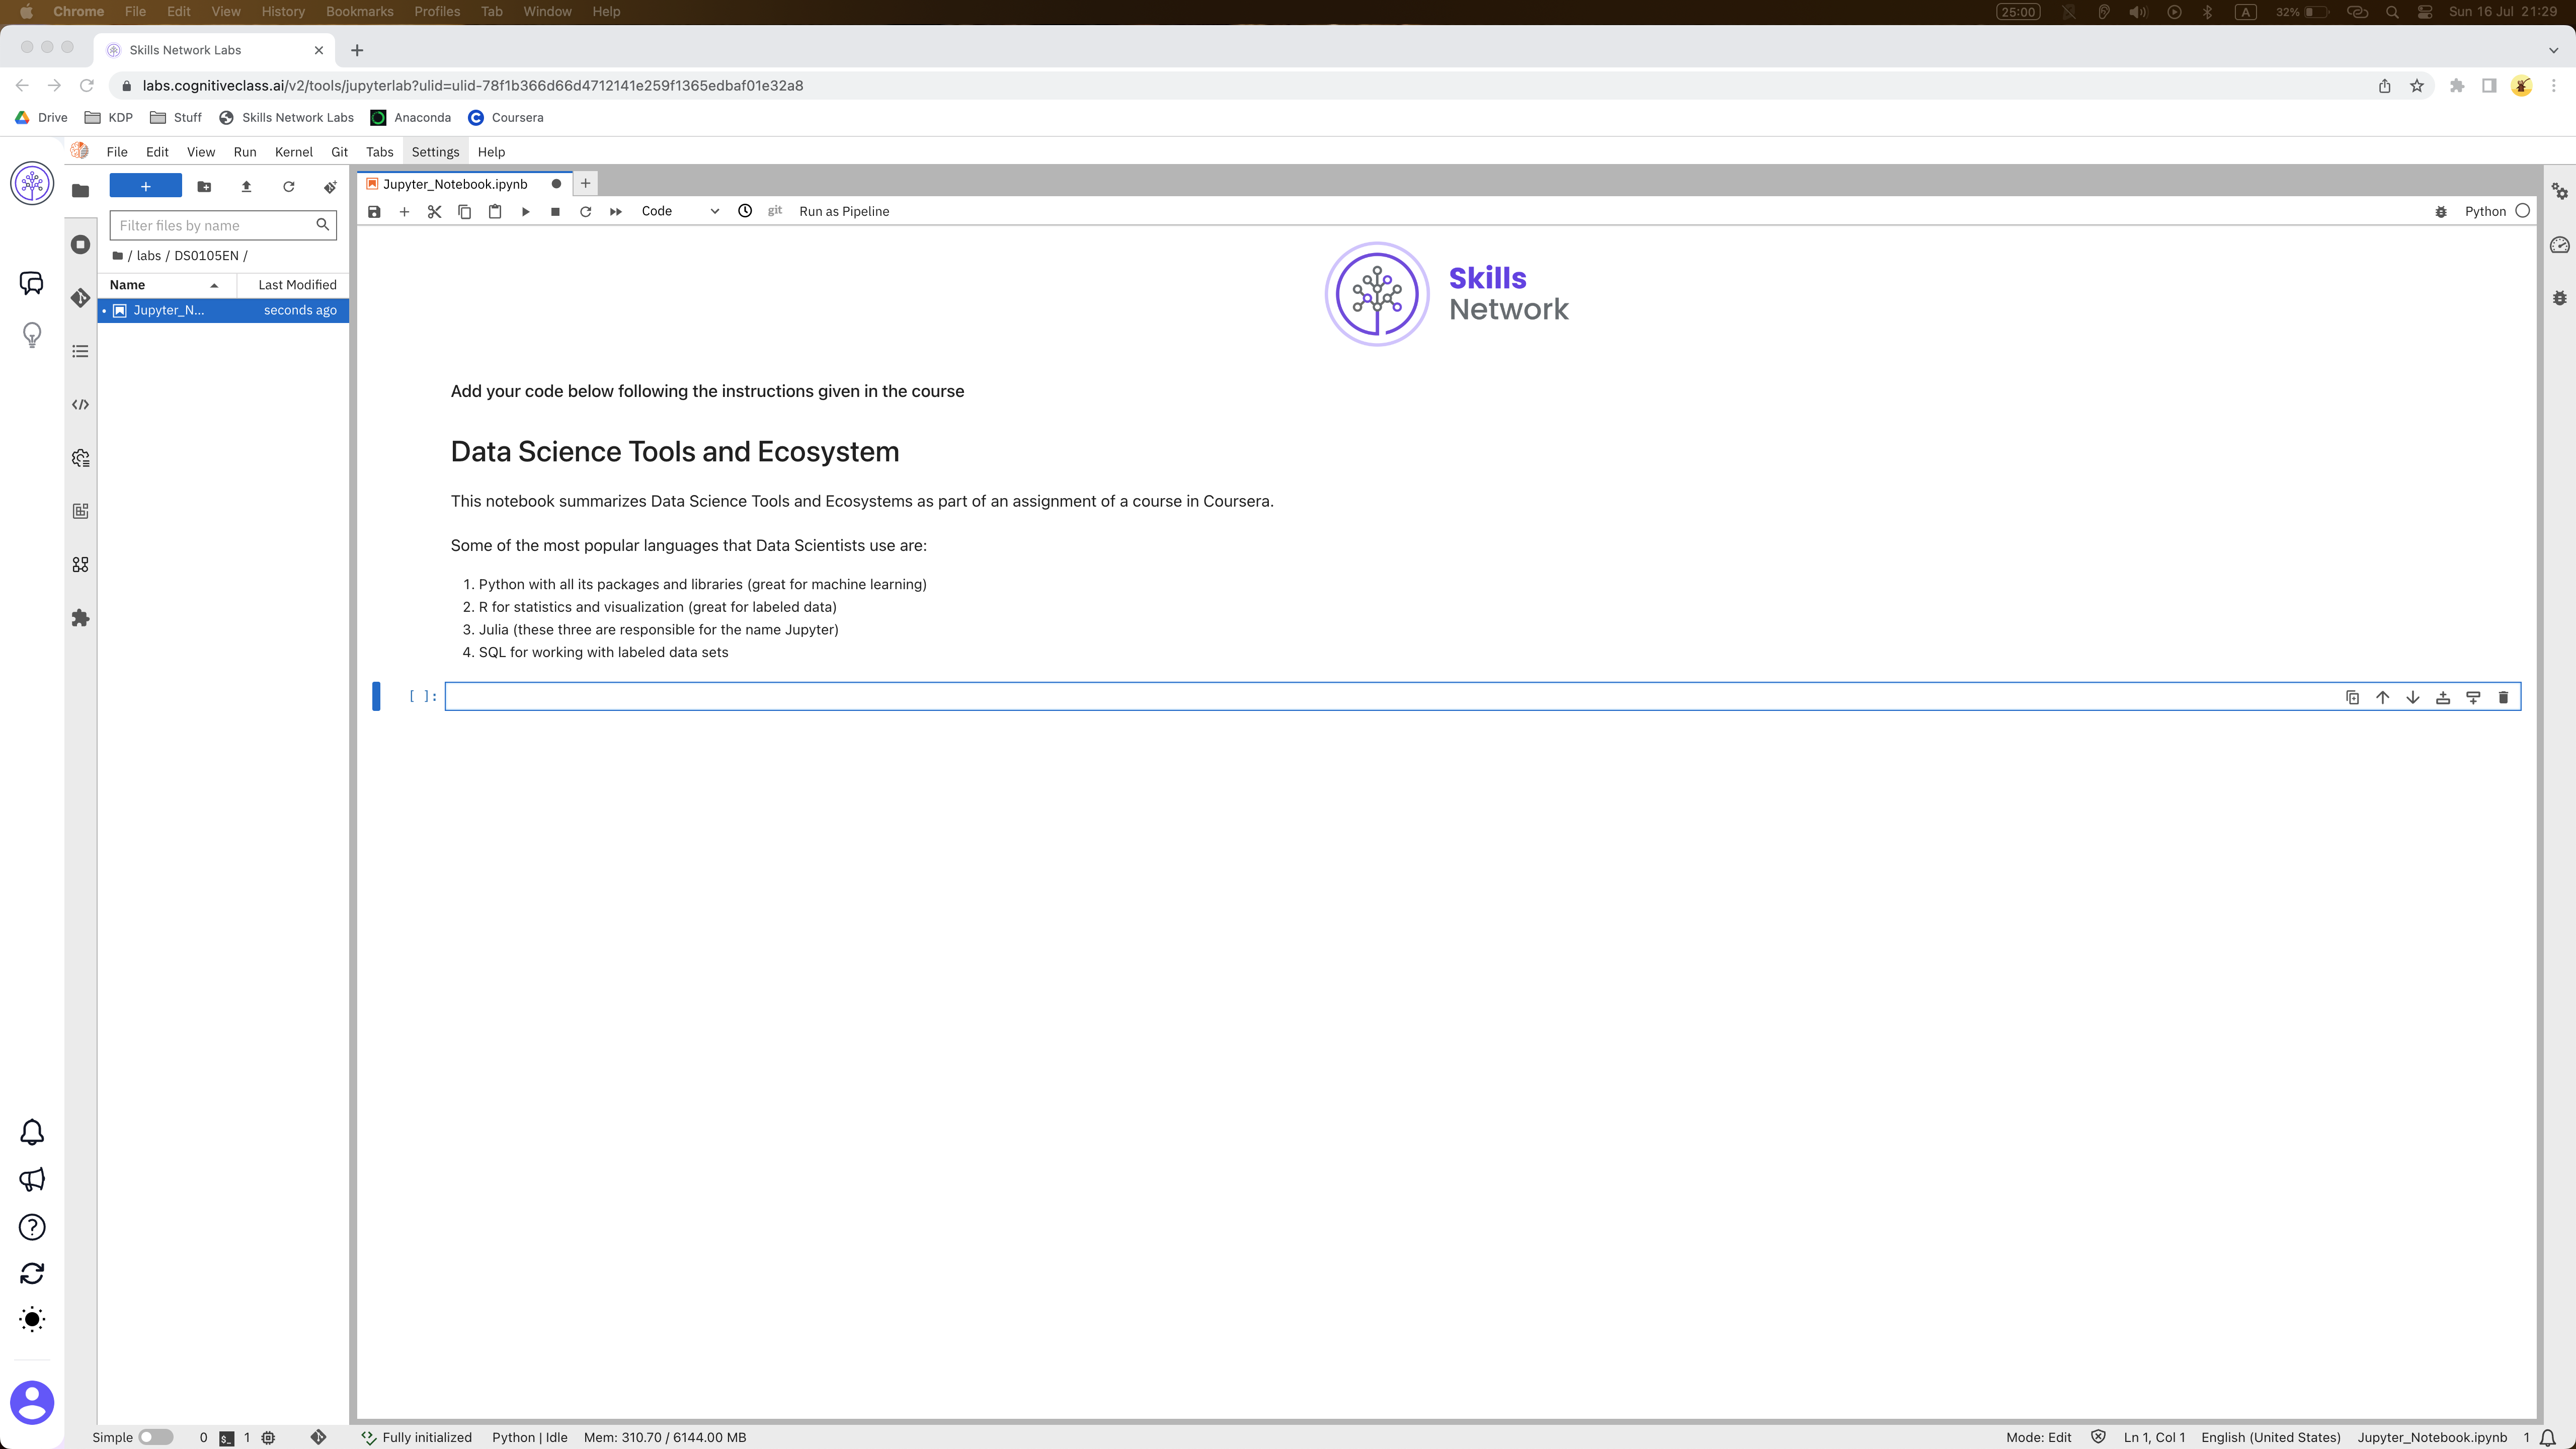 Chrome File Edit View History Bookmarks Profiles Tab Window Help 25:00 A 32% Sun 16 Jul 21:29
Skills Network Labs
labs.cognitiveclass.ai/v2/tools/jupyterlab?ulid=ulid-78f1b366d66d4712141e259f1365edbaf01e32a8
Drive KDP Stuff Skills Network Labs Anaconda Coursera
File Edit View Run Kernel Git Tabs Settings Help
Jupyter_Notebook.ipynb
Code git Run as Pipeline Python
Filter files by name
/ labs / DS0105EN /
Name Last Modified
Jupyter_N... seconds ago
Skills
Network
Add your code below following the instructions given in the course
Data Science Tools and Ecosystem
This notebook summarizes Data Science Tools and Ecosystems as part of an assignment of a course in Coursera.
Some of the most popular languages that Data Scientists use are:
1. Python with all its packages and libraries (great for machine learning)
2. R for statistics and visualization (great for labeled data)
3. Julia (these three are responsible for the name Jupyter)
4. SQL for working with labeled data sets
[ ]:
Simple 0 $_ 1 Fully initialized Python | Idle Mem: 310.70 / 6144.00 MB Mode: Edit Ln 1, Col 1 English (United States) Jupyter_Notebook.ipynb 1